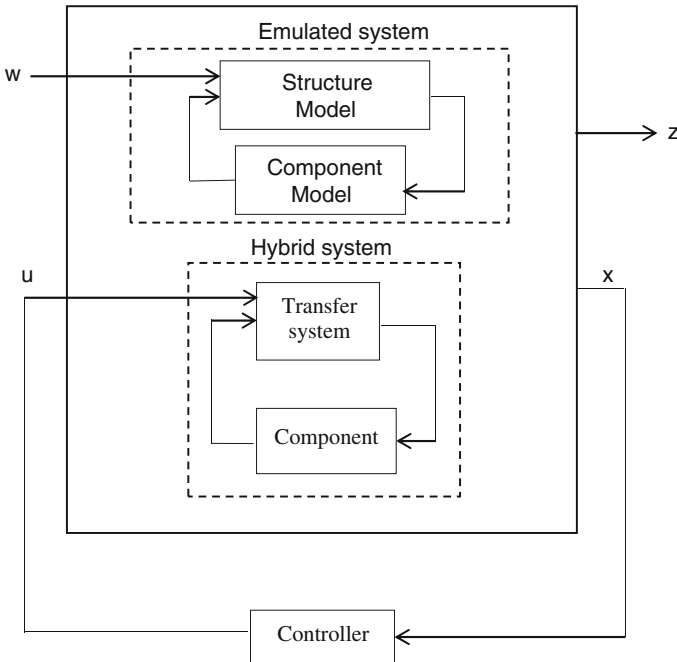 Emulated system
w
Structure
Model
z
Component
Model
Hybrid system
u
x
Transfer
system
Component
Controller